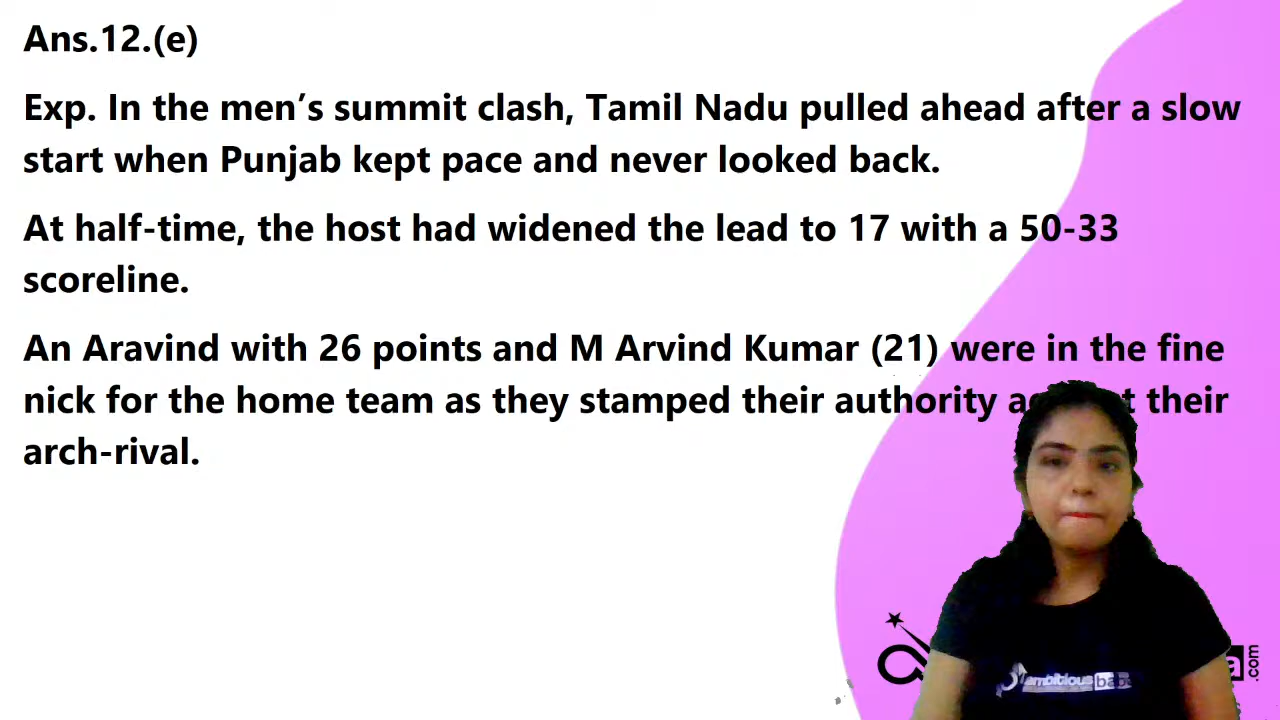 Ans.12.(e)
Exp. In the men’s summit clash, Tamil Nadu pulled ahead after a slow
start when Punjab kept pace and never looked back.
At half-time, the host had widened the lead to 17 with a 50-33
scoreline.
An Aravind with 26 points and M Arvind Kumar (21) were in the fine
nick for the home team as they stamped their authority their
arch-rival.
ambitious
.com